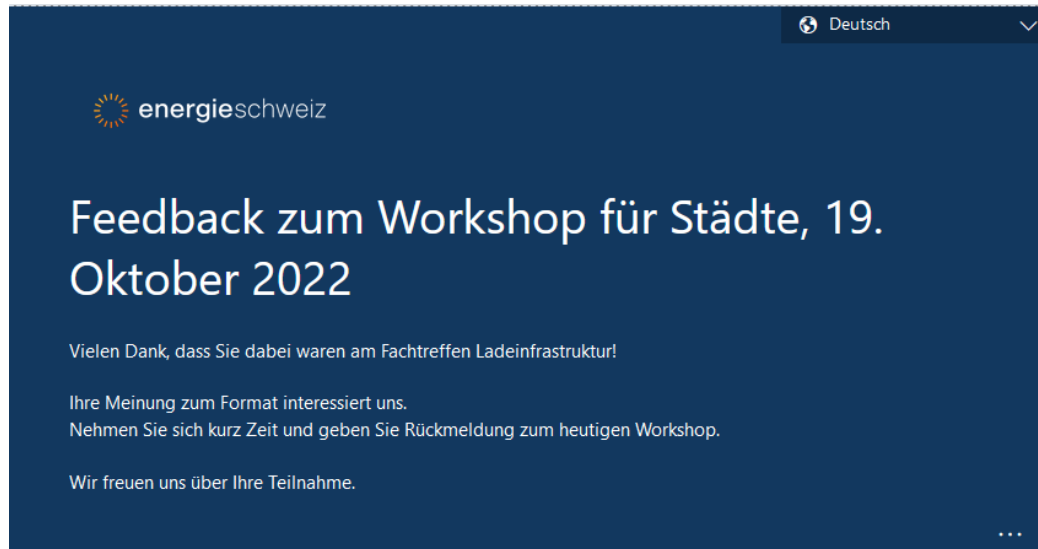 Deutsch
energieschweiz
Feedback zum Workshop für Städte, 19.
Oktober 2022
Vielen Dank, dass Sie dabei waren am Fachtreffen Ladeinfrastruktur!
Ihre Meinung zum Format interessiert uns.
Nehmen Sie sich kurz Zeit und geben Sie Rückmeldung zum heutigen Workshop.
Wir freuen uns über Ihre Teilnahme.
...